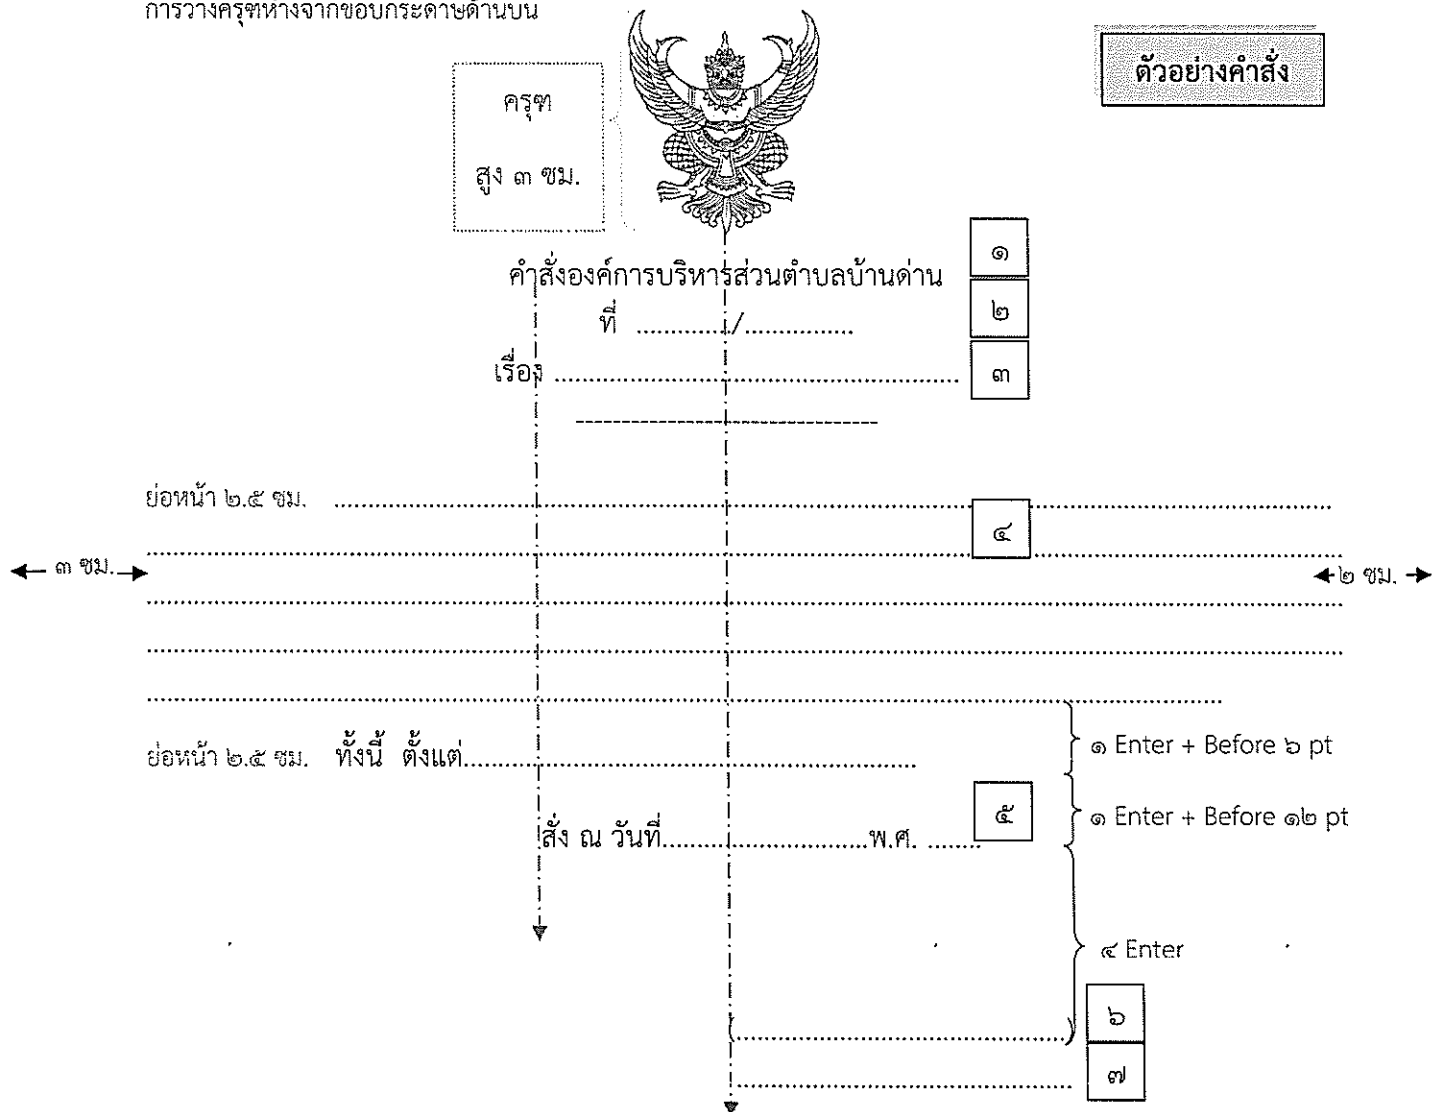 การวางครุฑห่างจากขอบกระดาษด้านบน
ตัวอย่างคำสั่ง
ครุฑ
สูง ๓ ซม.
คำสั่งองค์การบริหารส่วนตำบลบ้านด่าน
๑
ที่ ............./...............
๒
เรื่อง ..........................................................
๓
-------------------------------------
ย่อหน้า ๒.๕ ซม. ..........................................................
๔
๓ ซม.
๒ ซม.
ย่อหน้า ๒.๕ ซม. ทั้งนี้ ตั้งแต่..........................................................
๑ Enter + Before ๖ pt
๕
๑ Enter + Before ๑๒ pt
สั่ง ณ วันที่.............................พ.ศ. .......
๔ Enter
(...............................................)
๖
...............................................
๗